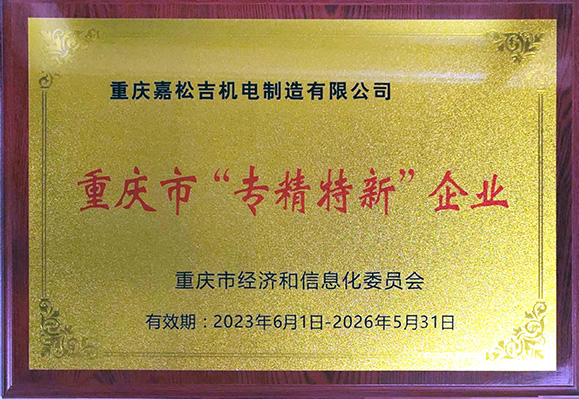 重庆嘉松吉机电制造有限公司
重庆市“专精特新”企业
重庆市经济和信息化委员会
有效期：2023年6月1日-2026年5月31日